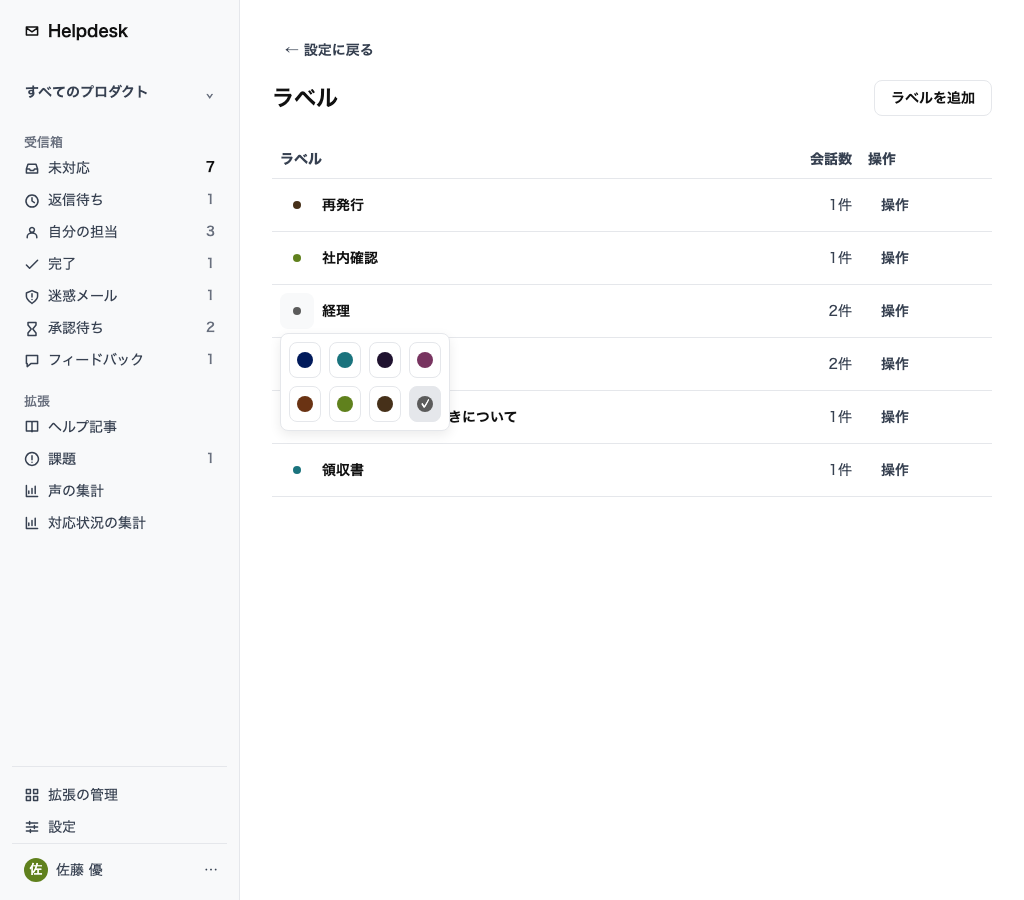 Helpdesk
すべてのプロダクト
受信箱
未対応 7
返信待ち 1
自分の担当 3
完了 1
迷惑メール 1
承認待ち 2
フィードバック 1
拡張
ヘルプ記事
課題 1
声の集計
対応状況の集計
拡張の管理
設定
佐 佐藤 優 …
← 設定に戻る
ラベル
ラベルを追加
ラベル 会話数 操作
再発行 1件 操作
社内確認 1件 操作
経理 2件 操作
2件 操作
きについて 1件 操作
領収書 1件 操作